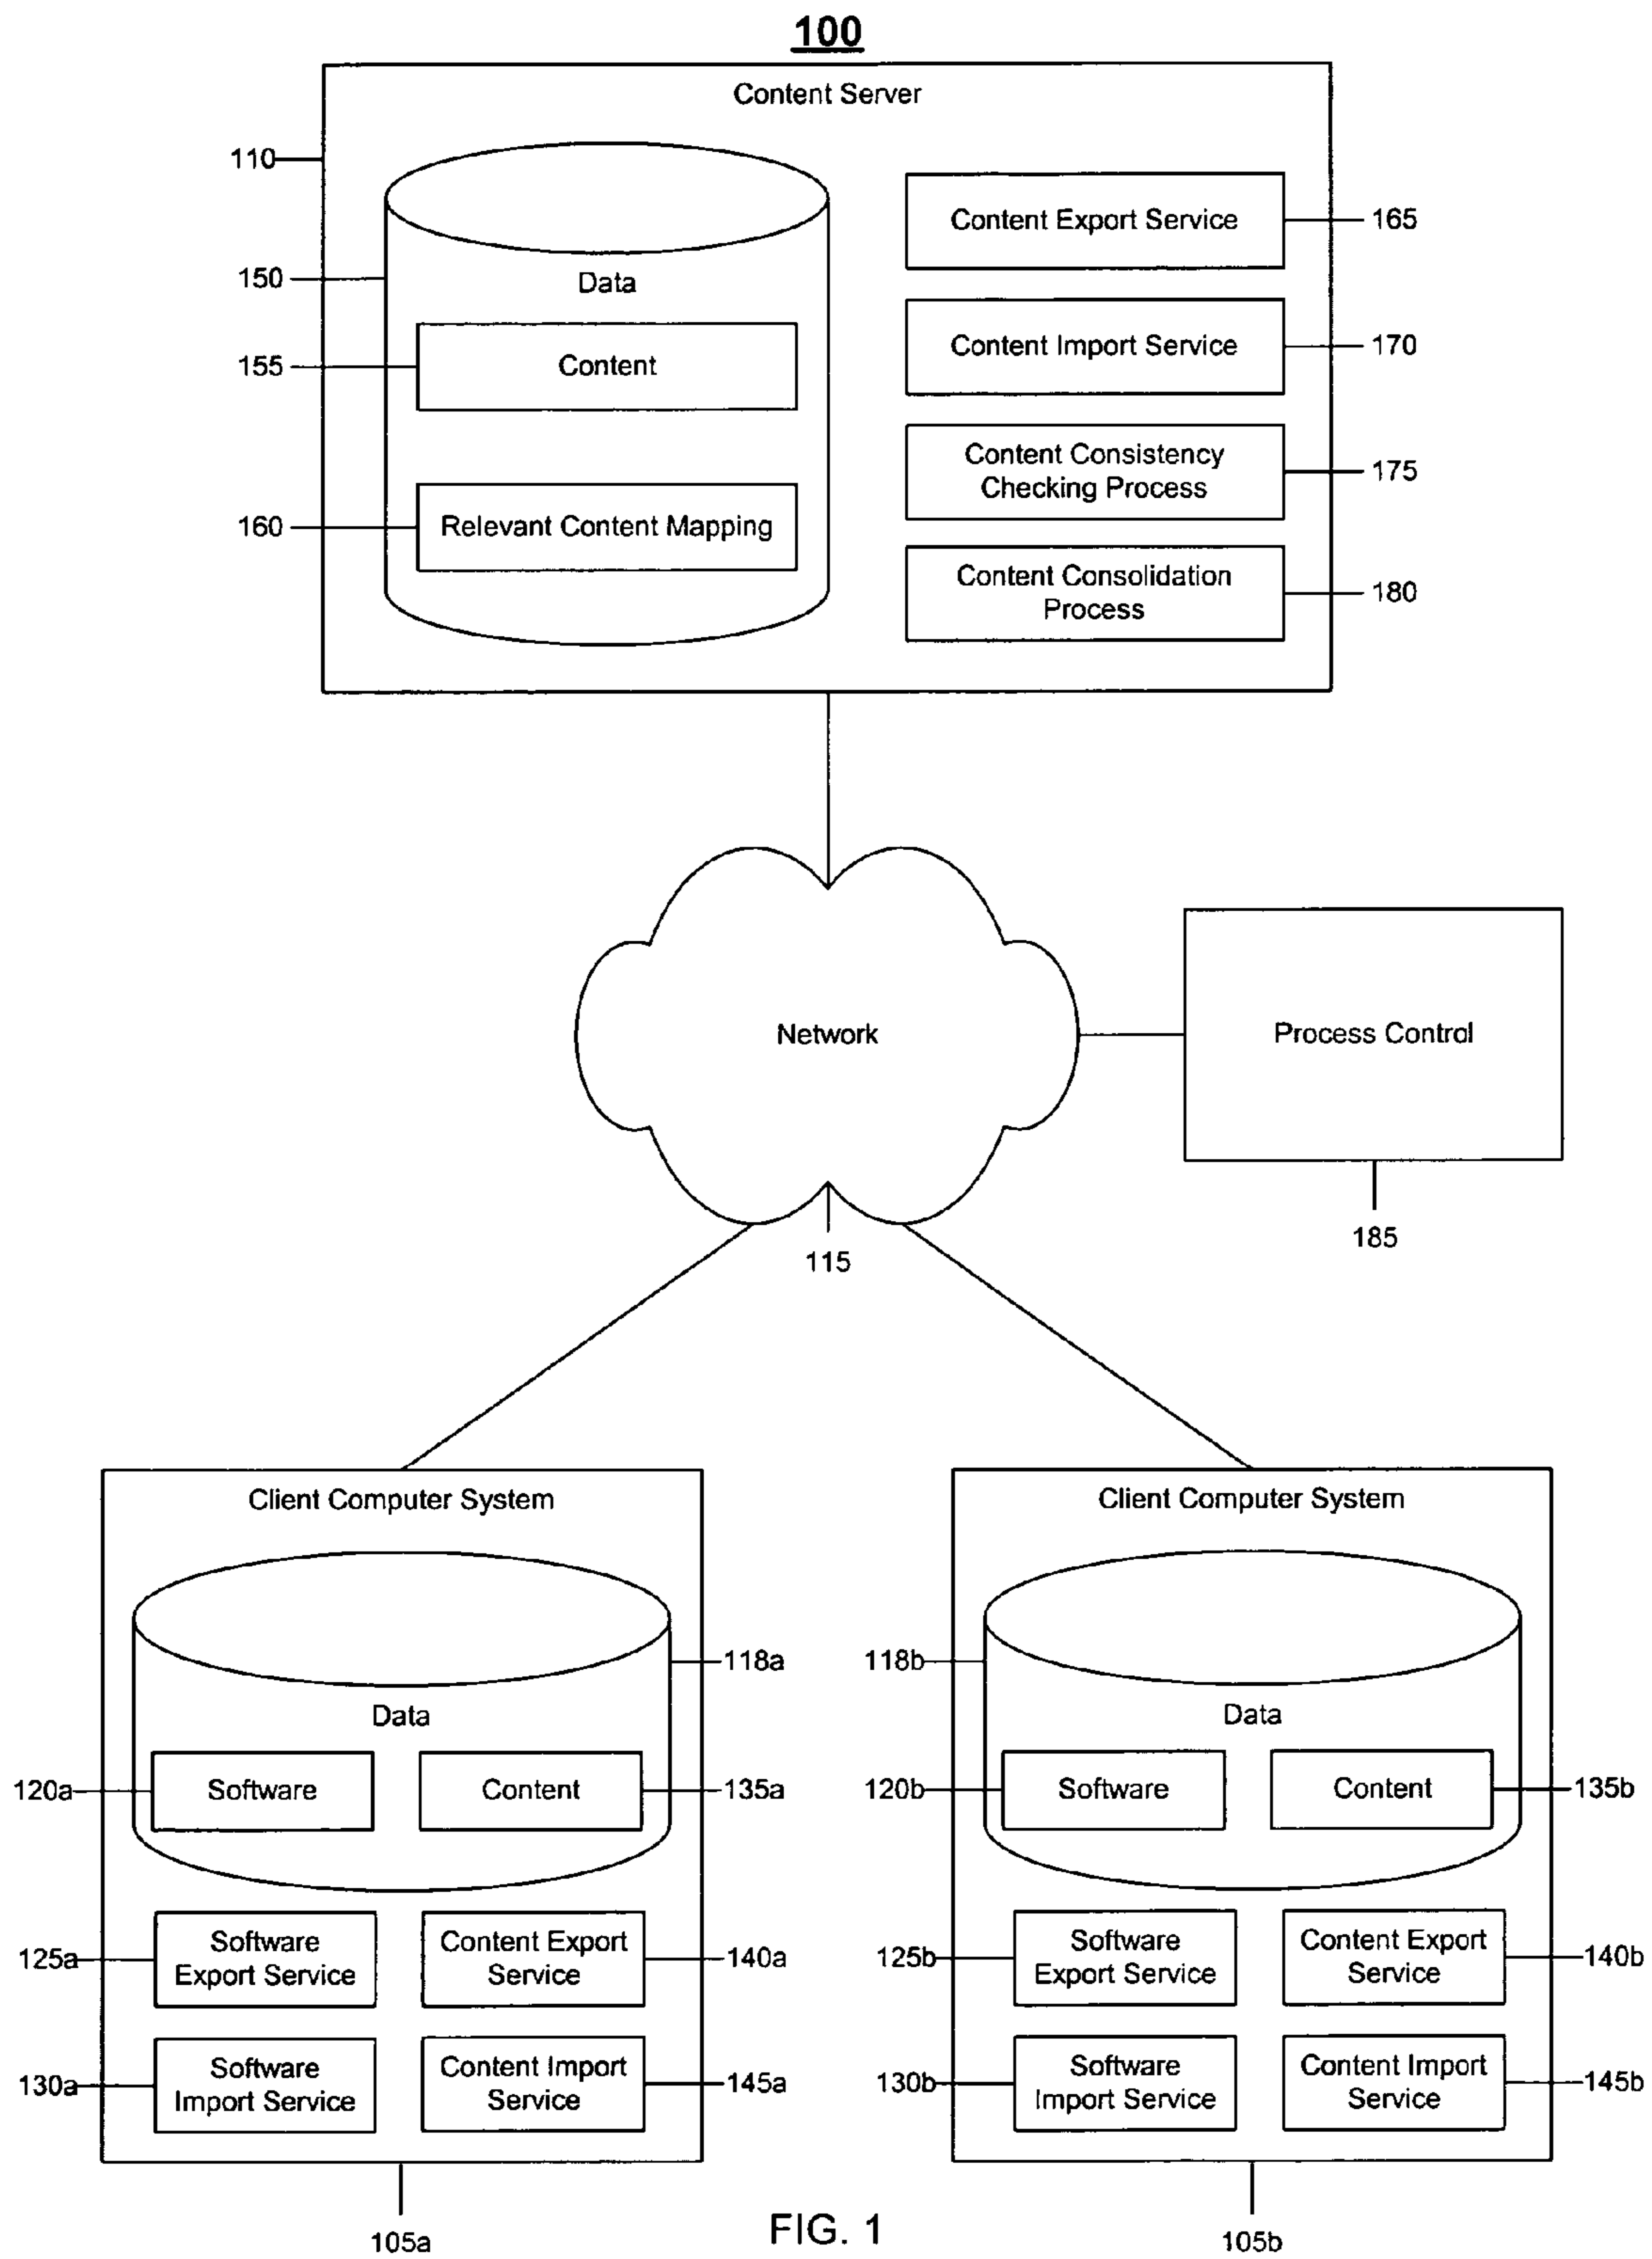 100
Content Server
110
Content Export Service
165
150
Data
Content Import Service
170
155
Content
Content Consistency
Checking Process
175
160
Relevant Content Mapping
Content Consolidation
Process
180
Network
Process Control
115
185
Client Computer System
Client Computer System
118a
118b
Data
Data
120a
Software
Content
135a
120b
Software
Content
135b
125a
Software
Export Service
Content Export
Service
140a
125b
Software
Export Service
Content Export
Service
140b
130a
Software
Import Service
Content Import
Service
145a
130b
Software
Import Service
Content Import
Service
145b
105a
FIG. 1
105b